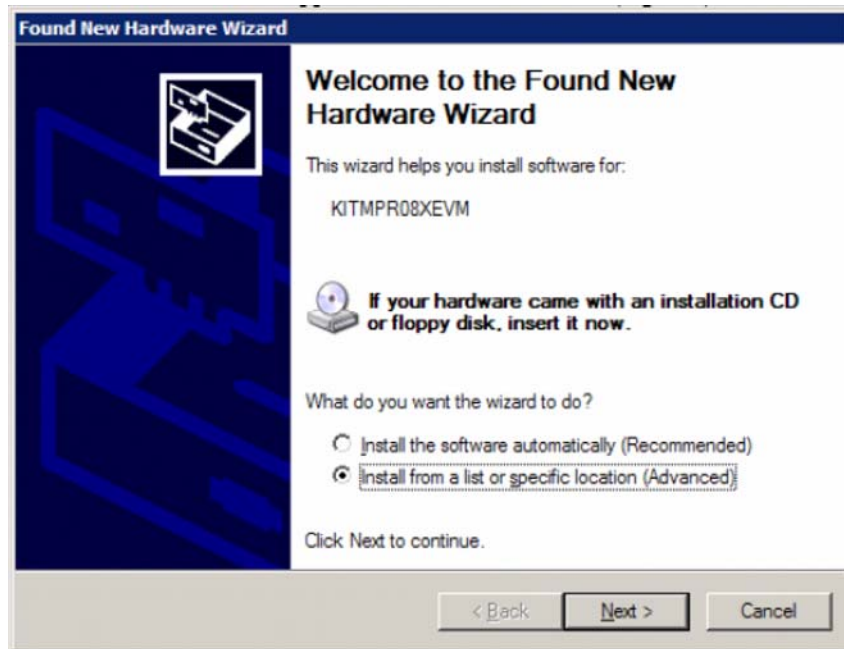 Found New Hardware Wizard
Welcome to the Found New
Hardware Wizard
This wizard helps you install software for:
KITMPR08XEVM
If your hardware came with an installation CD
or floppy disk, insert it now.
What do you want the wizard to do?
Install the software automatically (Recommended)
Install from a list or specific location (Advanced)
Click Next to continue.
< Back Next > Cancel